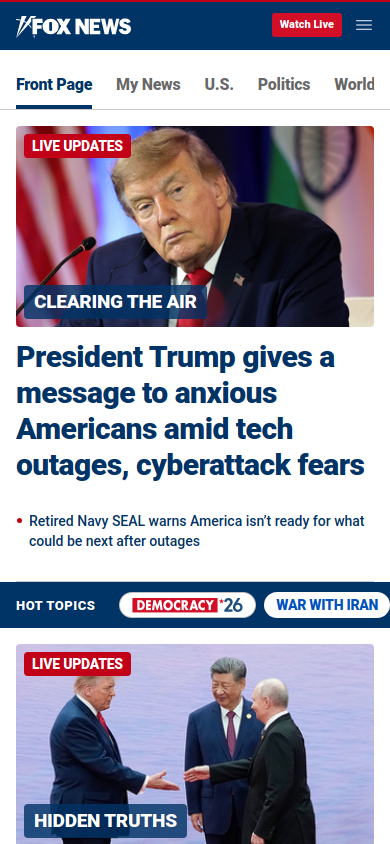 FOX NEWS
Watch Live
Front Page
My News
U.S.
Politics
World
LIVE UPDATES
CLEARING THE AIR
President Trump gives a
message to anxious
Americans amid tech
outages, cyberattack fears
Retired Navy SEAL warns America isn’t ready for what
could be next after outages
HOT TOPICS
DEMOCRACY ★26
WAR WITH IRAN
LIVE UPDATES
HIDDEN TRUTHS